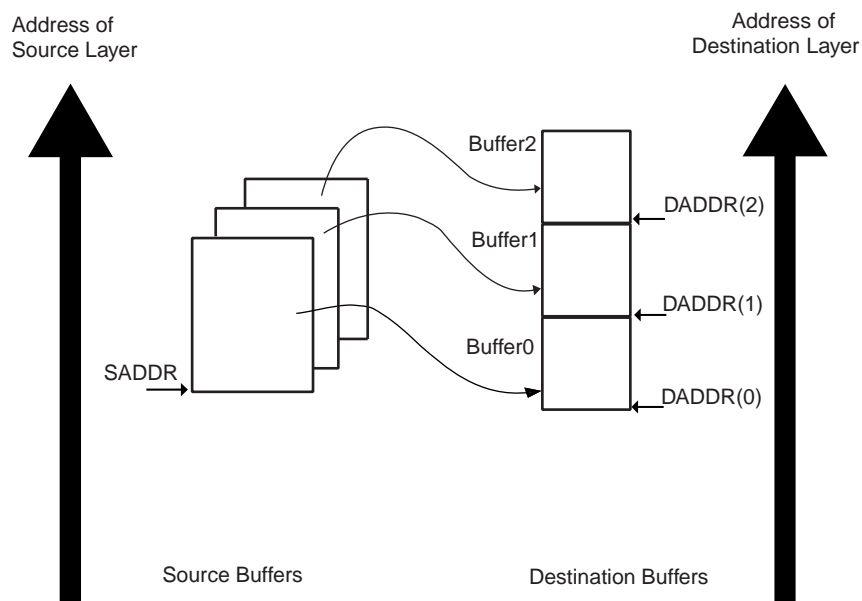 Address of
Source Layer
Address of
Destination Layer
Buffer2
DADDR(2)
Buffer1
DADDR(1)
Buffer0
SADDR
DADDR(0)
Source Buffers
Destination Buffers